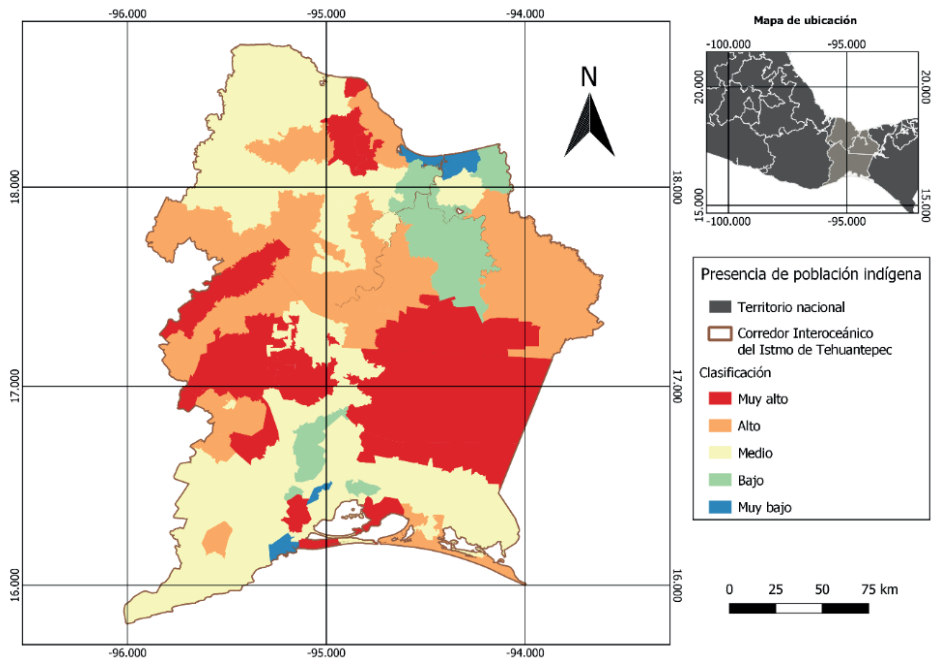 -96.000 -95.000 -94.000
18.000 18.000
17.000 17.000
16.000 16.000
-96.000 -95.000 -94.000
N
Mapa de ubicación
-100.000 -95.000
20.000 20.000
15.000 15.000
-100.000 -95.000
Presencia de población indígena
Territorio nacional
Corredor Interoceánico
del Istmo de Tehuantepec
Clasificación
Muy alto
Alto
Medio
Bajo
Muy bajo
0 25 50 75 km